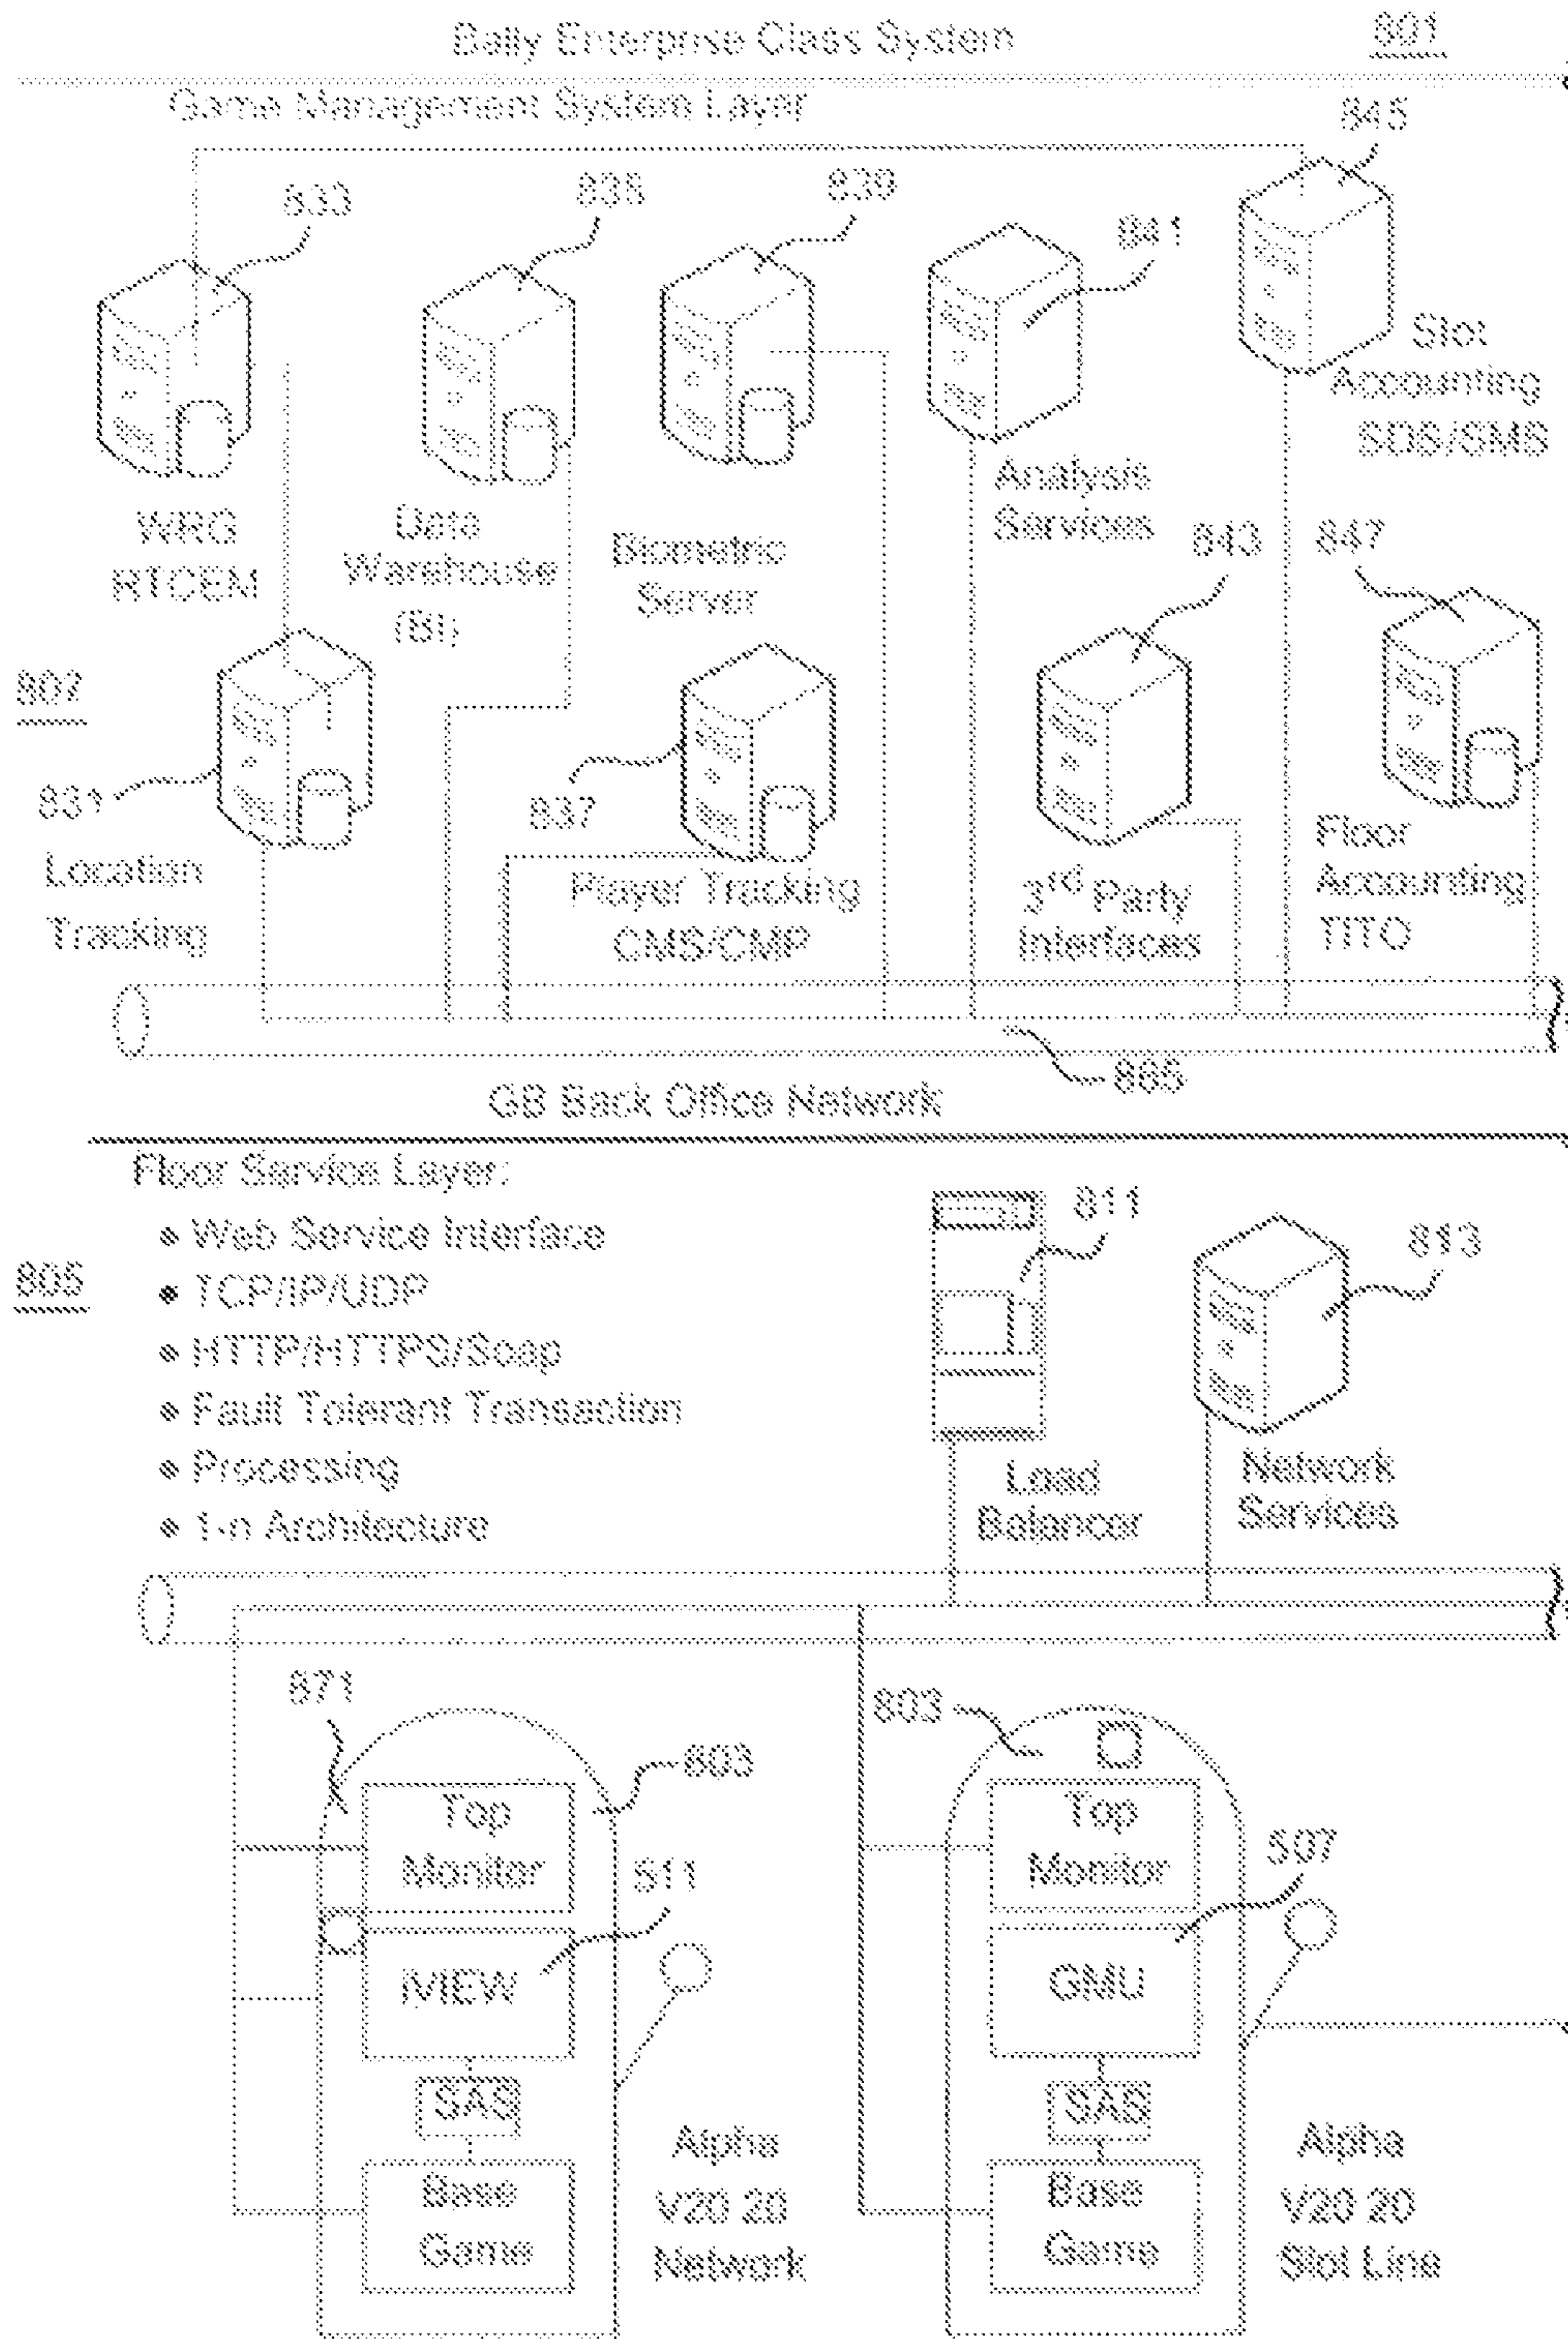 Bally Enterprise Class System
801
Game Management System Layer
845
833
835
839
841
Slot
Accounting
SDS/SMS
WRG
RTCEM
Data
Warehouse
(BI)
Biometric
Server
Analysis
Services
843
847
807
831
Location
Tracking
837
Player Tracking
CMS/CMP
3rd Party
Interfaces
Floor
Accounting
TITO
865
GB Back Office Network
Floor Service Layer:
• Web Service Interface
• TCP/IP/UDP
• HTTP/HTTPS/Soap
• Fault Tolerant Transaction
• Processing
• 1-n Architecture
805
811
813
Load
Balancer
Network
Services
871
803
803
Top
Monitor
511
iVIEW
SAS
Base
Game
Alpha
V20 20
Network
Top
Monitor
507
GMU
SAS
Base
Game
Alpha
V20 20
Slot Line